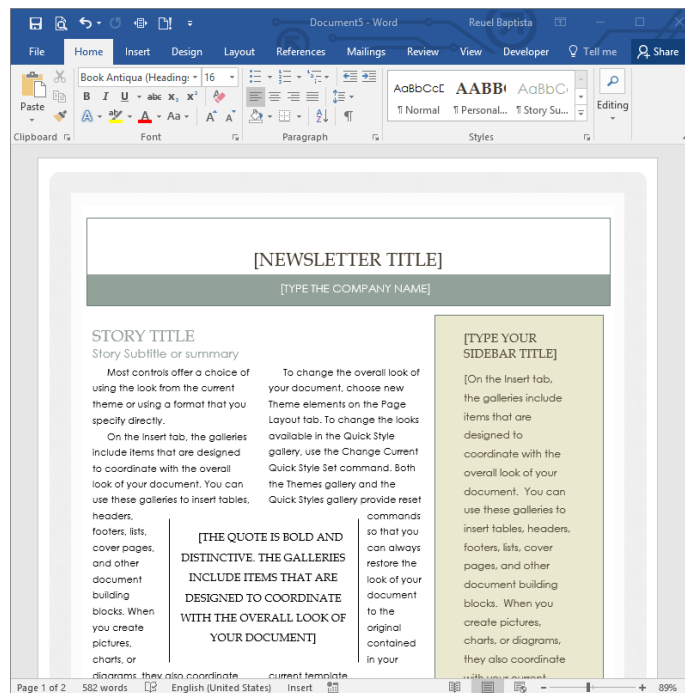 Document5 - Word
Reuel Baptista
File Home Insert Design Layout References Mailings Review View Developer Tell me Share
Paste
Clipboard
Book Antiqua (Heading: 16
B I U abc X₂ X²
A aby A Aa A A
Font
Paragraph
AaBbCcD AABB AaBbC
¶ Normal ¶ Personal... ¶ Story Su...
Styles
Editing
[NEWSLETTER TITLE]
[TYPE THE COMPANY NAME]
STORY TITLE
Story Subtitle or summary
Most controls offer a choice of
using the look from the current
theme or using a format that you
specify directly.
On the Insert tab, the galleries
include items that are designed
to coordinate with the overall
look of your document. You can
use these galleries to insert tables,
headers,
footers, lists,
cover pages,
and other
document
building
blocks. When
you create
pictures,
charts, or
diagrams, they also coordinate
To change the overall look of
your document, choose new
Theme elements on the Page
Layout tab. To change the looks
available in the Quick Style
gallery, use the Change Current
Quick Style Set command. Both
the Themes gallery and the
Quick Styles gallery provide reset
commands
so that you
can always
restore the
look of your
document
to the
original
contained
in your
current template
[THE QUOTE IS BOLD AND
DISTINCTIVE. THE GALLERIES
INCLUDE ITEMS THAT ARE
DESIGNED TO COORDINATE
WITH THE OVERALL LOOK OF
YOUR DOCUMENT]
[TYPE YOUR
SIDEBAR TITLE]
[On the Insert tab,
the galleries include
items that are
designed to
coordinate with the
overall look of your
document. You can
use these galleries to
insert tables, headers,
footers, lists, cover
pages, and other
document building
blocks. When you
create pictures,
charts, or diagrams,
they also coordinate
with your current
Page 1 of 2 582 words English (United States) Insert 89%